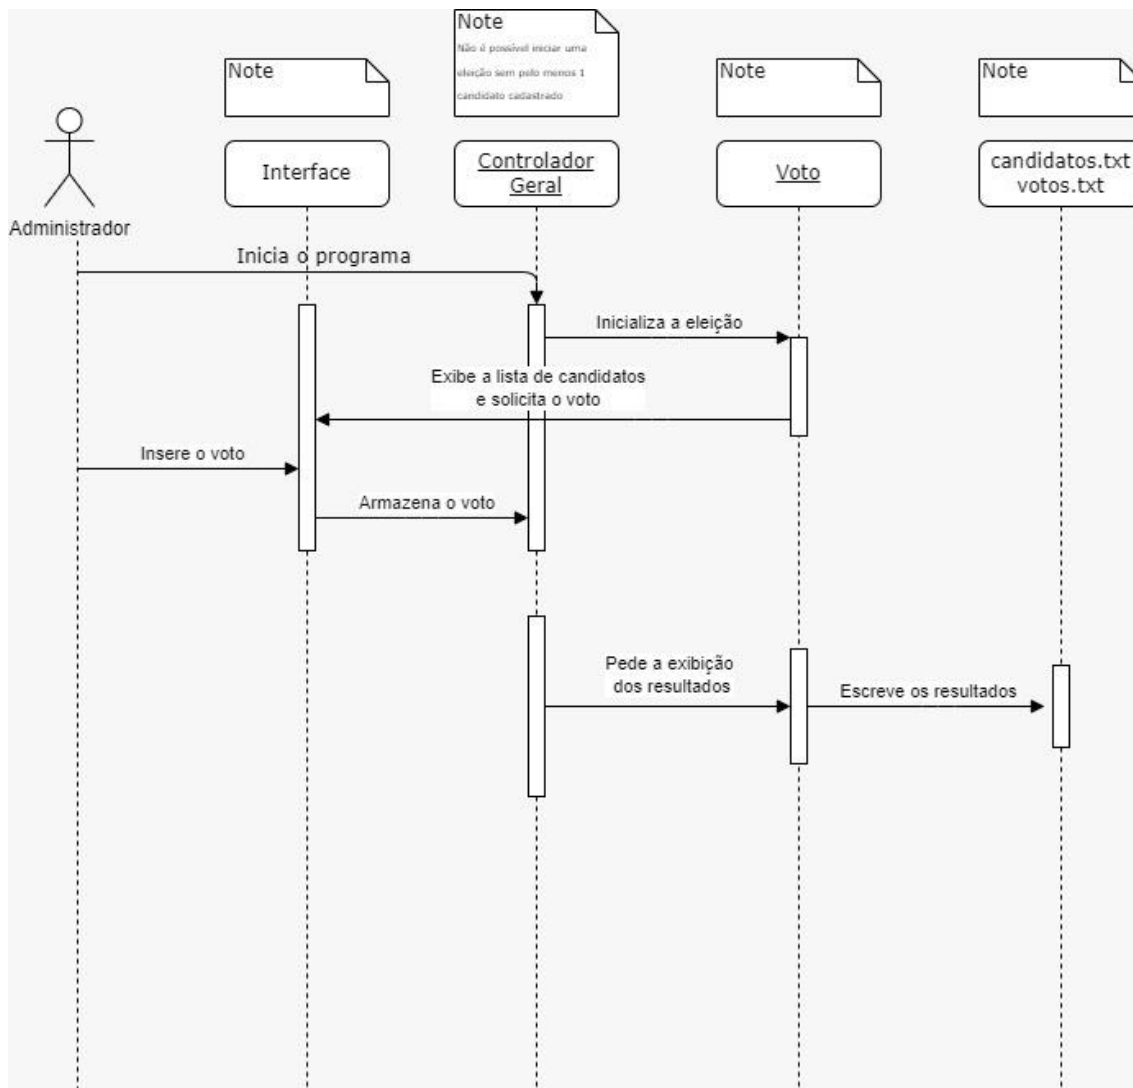 Note
Não é possível iniciar uma
eleição sem pelo menos 1
candidato cadastrado
Note
Note
Note
Administrador
Interface
Controlador
Geral
Voto
candidatos.txt
votos.txt
Inicia o programa
Inicializa a eleição
Exibe a lista de candidatos
e solicita o voto
Insere o voto
Armazena o voto
Pede a exibição
dos resultados
Escreve os resultados